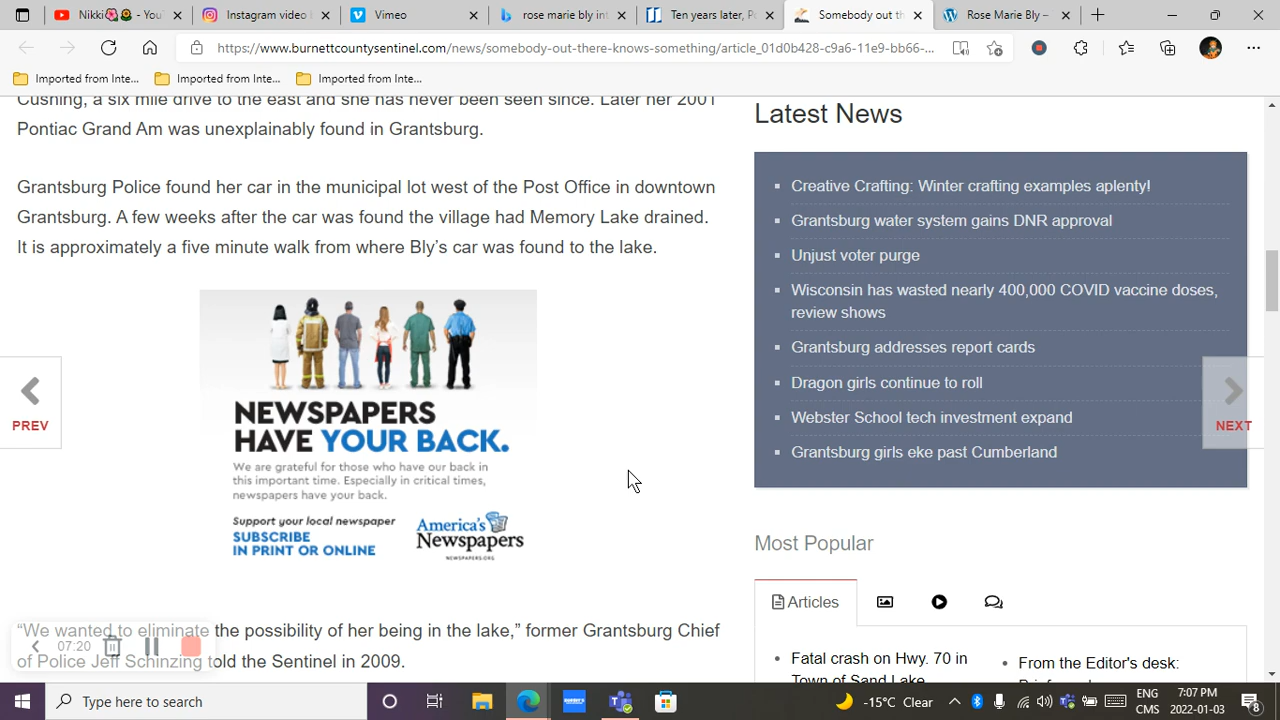 Nikki🌺 - You
Instagram video
Vimeo
rose marie bly int
Ten years later, P
Somebody out th
Rose Marie Bly –
https://www.burnettcountysentinel.com/news/somebody-out-there-knows-something/article_01d0b428-c9a6-11e9-bb66-...
Imported from Inte...
Imported from Inte...
Imported from Inte...
Cushing, a six mile drive to the east and she has never been seen since. Later her 2001
Pontiac Grand Am was unexplainably found in Grantsburg.
Grantsburg Police found her car in the municipal lot west of the Post Office in downtown
Grantsburg. A few weeks after the car was found the village had Memory Lake drained.
It is approximately a five minute walk from where Bly's car was found to the lake.
PREV
NEWSPAPERS
HAVE YOUR BACK.
We are grateful for those who have our back in
this important time. Especially in critical times,
newspapers have your back.
Support your local newspaper
SUBSCRIBE
IN PRINT OR ONLINE
America's
Newspapers
NEWSPAPERS.ORG
“We wanted to eliminate the possibility of her being in the lake,” former Grantsburg Chief
of Police Jeff Schinzing told the Sentinel in 2009.
07:20
Latest News
Creative Crafting: Winter crafting examples aplenty!
Grantsburg water system gains DNR approval
Unjust voter purge
Wisconsin has wasted nearly 400,000 COVID vaccine doses,
review shows
Grantsburg addresses report cards
Dragon girls continue to roll
Webster School tech investment expand
Grantsburg girls eke past Cumberland
NEXT
Most Popular
Articles
Fatal crash on Hwy. 70 in
Town of Sand Lake
From the Editor's desk:
Type here to search
-15°C Clear
ENG
CMS
7:07 PM
2022-01-03
8